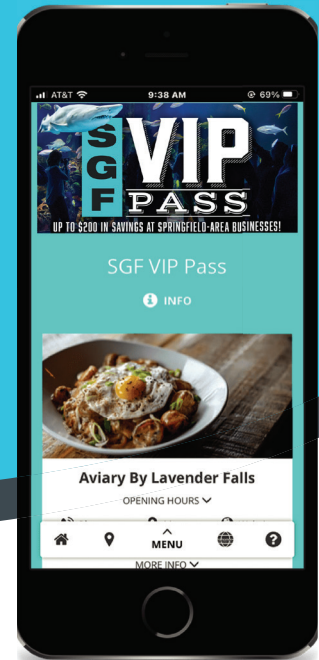 AT&T
9:38 AM
69%
SGF
VIP
PASS
UP TO $200 IN SAVINGS AT SPRINGFIELD-AREA BUSINESSES!
SGF VIP Pass
INFO
Aviary By Lavender Falls
OPENING HOURS
MENU
MORE INFO